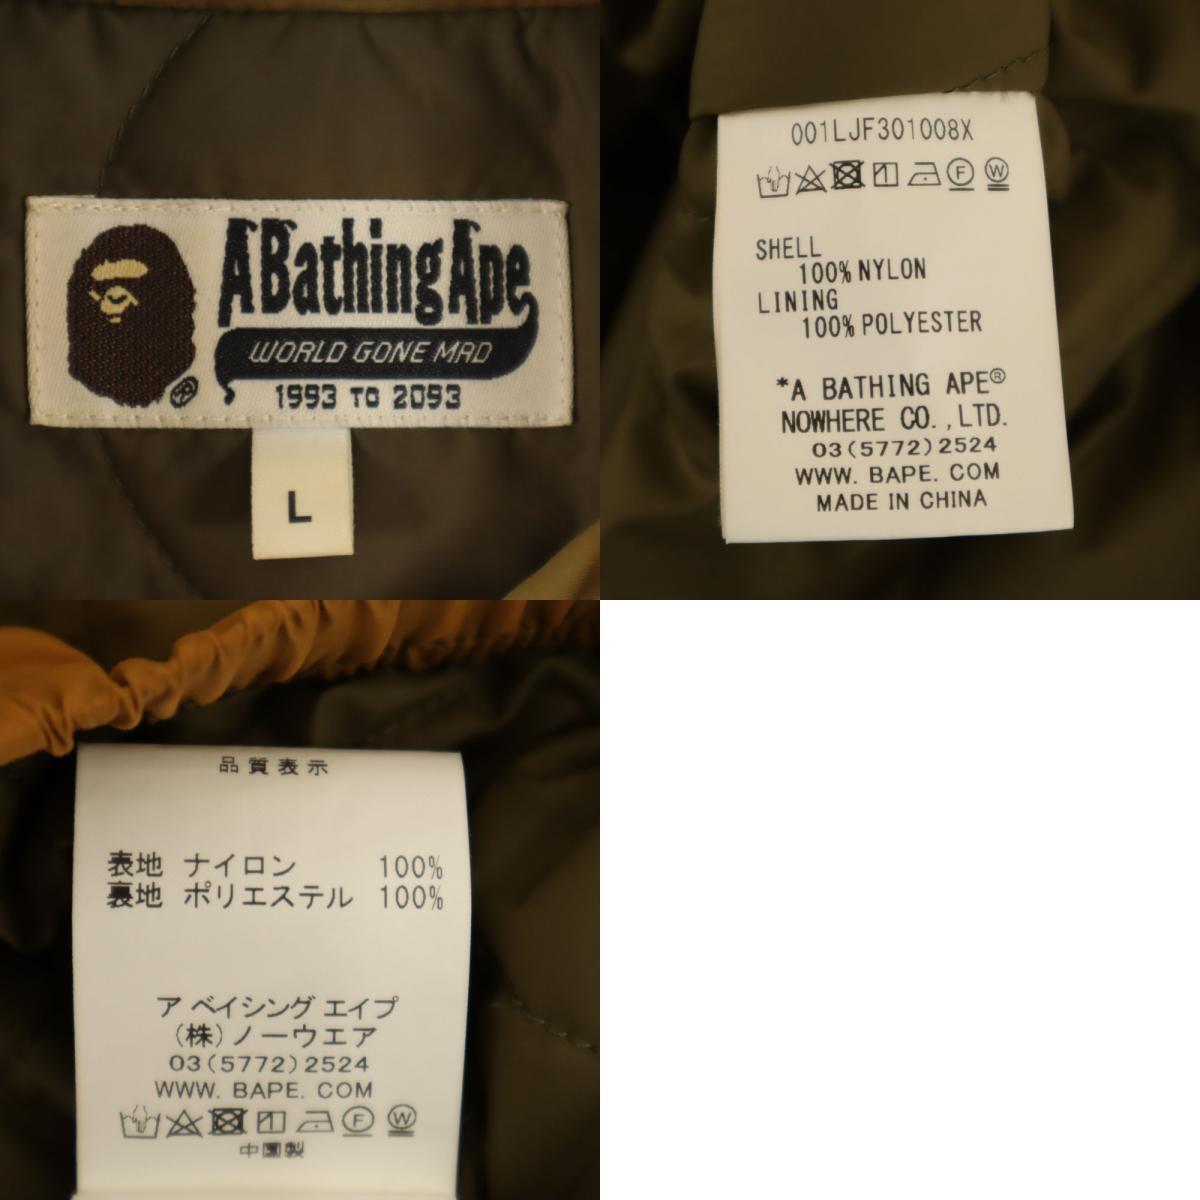 A Bathing Ape
WORLD GONE MAD
1993 TO 2093
L
001LJF301008X
F W
SHELL
100% NYLON
LINING
100% POLYESTER
*A BATHING APE®
NOWHERE CO., LTD.
03(5772)2524
WWW. BAPE. COM
MADE IN CHINA
品質表示
表地 ナイロン 100%
裏地 ポリエステル 100%
ア ベイシング エイプ
(株)ノーウエア
03(5772)2524
WWW. BAPE. COM
F W
中国製